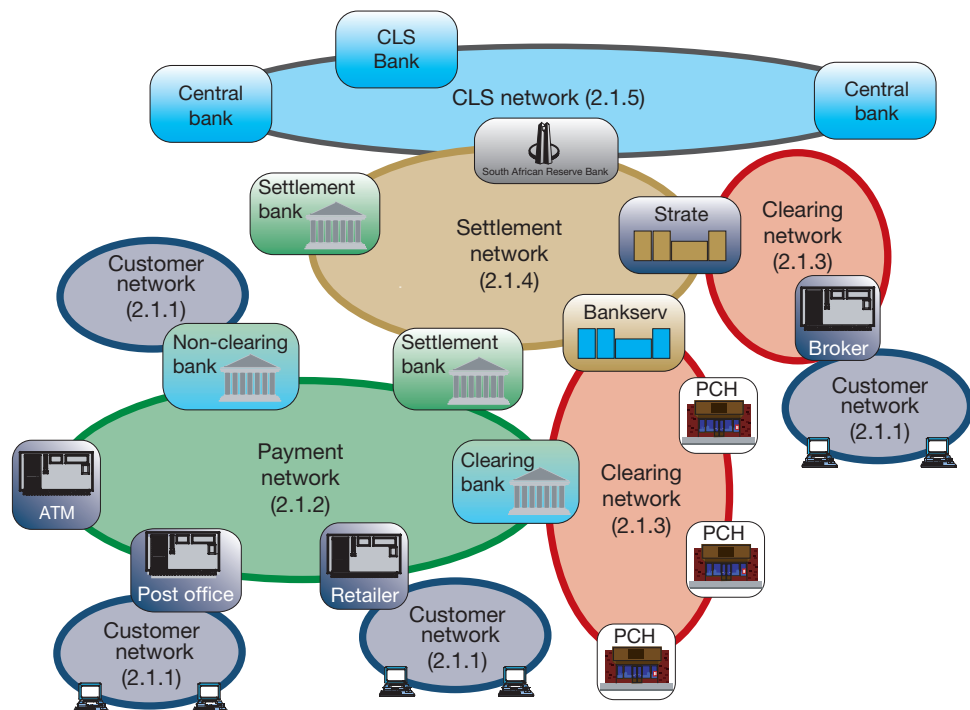 CLS
Bank
Central
bank
CLS network (2.1.5)
Central
bank
South African Reserve Bank
Settlement
bank
Settlement
network
(2.1.4)
Strate
Clearing
network
(2.1.3)
Customer
network
(2.1.1)
Non-clearing
bank
Settlement
bank
Bankserv
Broker
PCH
Customer
network
(2.1.1)
Payment
network
(2.1.2)
Clearing
bank
Clearing
network
(2.1.3)
ATM
PCH
Post office
Retailer
Customer
network
(2.1.1)
Customer
network
(2.1.1)
PCH